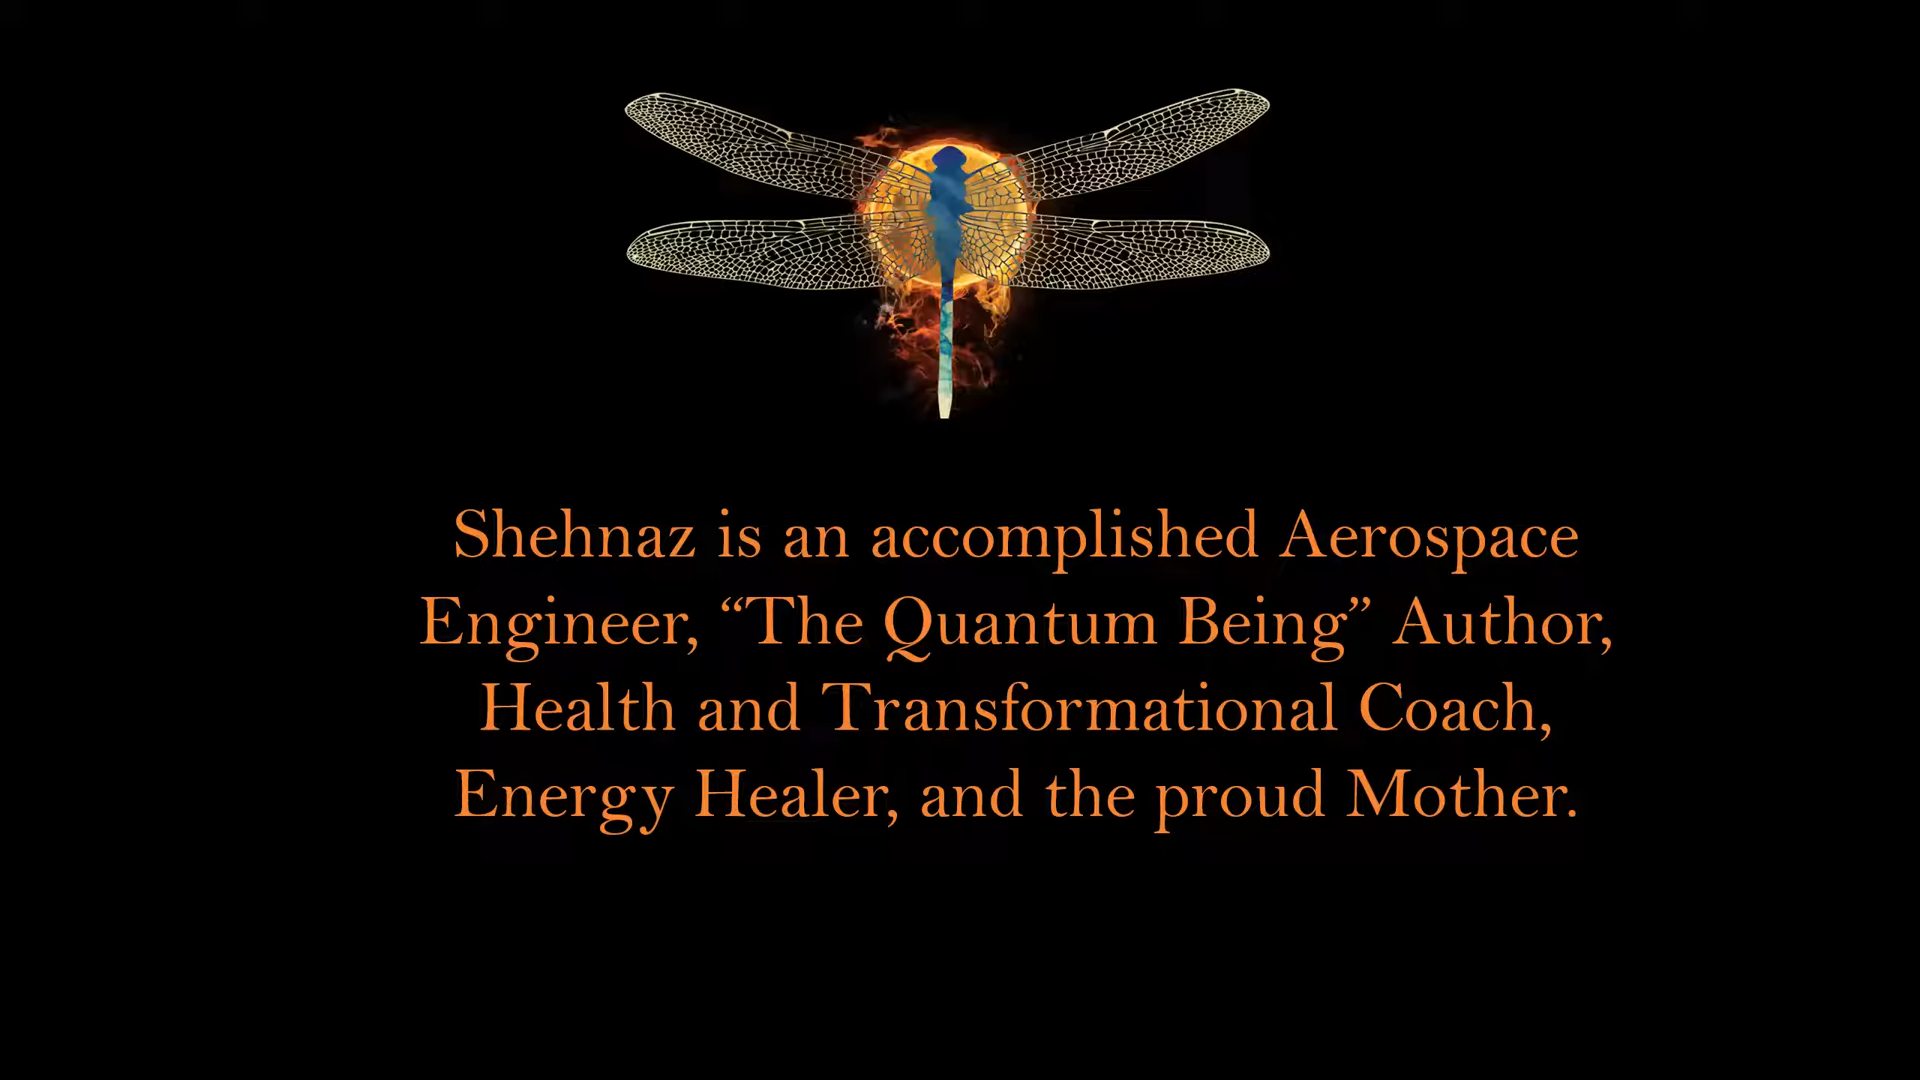 Shehnaz is an accomplished Aerospace
Engineer, “The Quantum Being” Author,
Health and Transformational Coach,
Energy Healer, and the proud Mother.